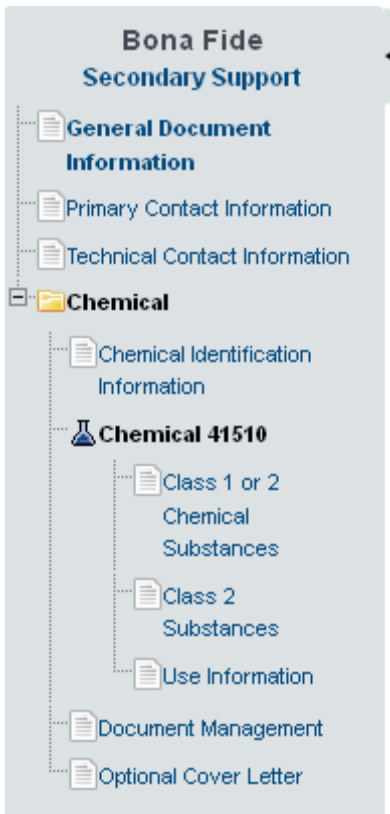 Bona Fide
Secondary Support
General Document
Information
Primary Contact Information
Technical Contact Information
Chemical
Chemical Identification
Information
Chemical 41510
Class 1 or 2
Chemical
Substances
Class 2
Substances
Use Information
Document Management
Optional Cover Letter